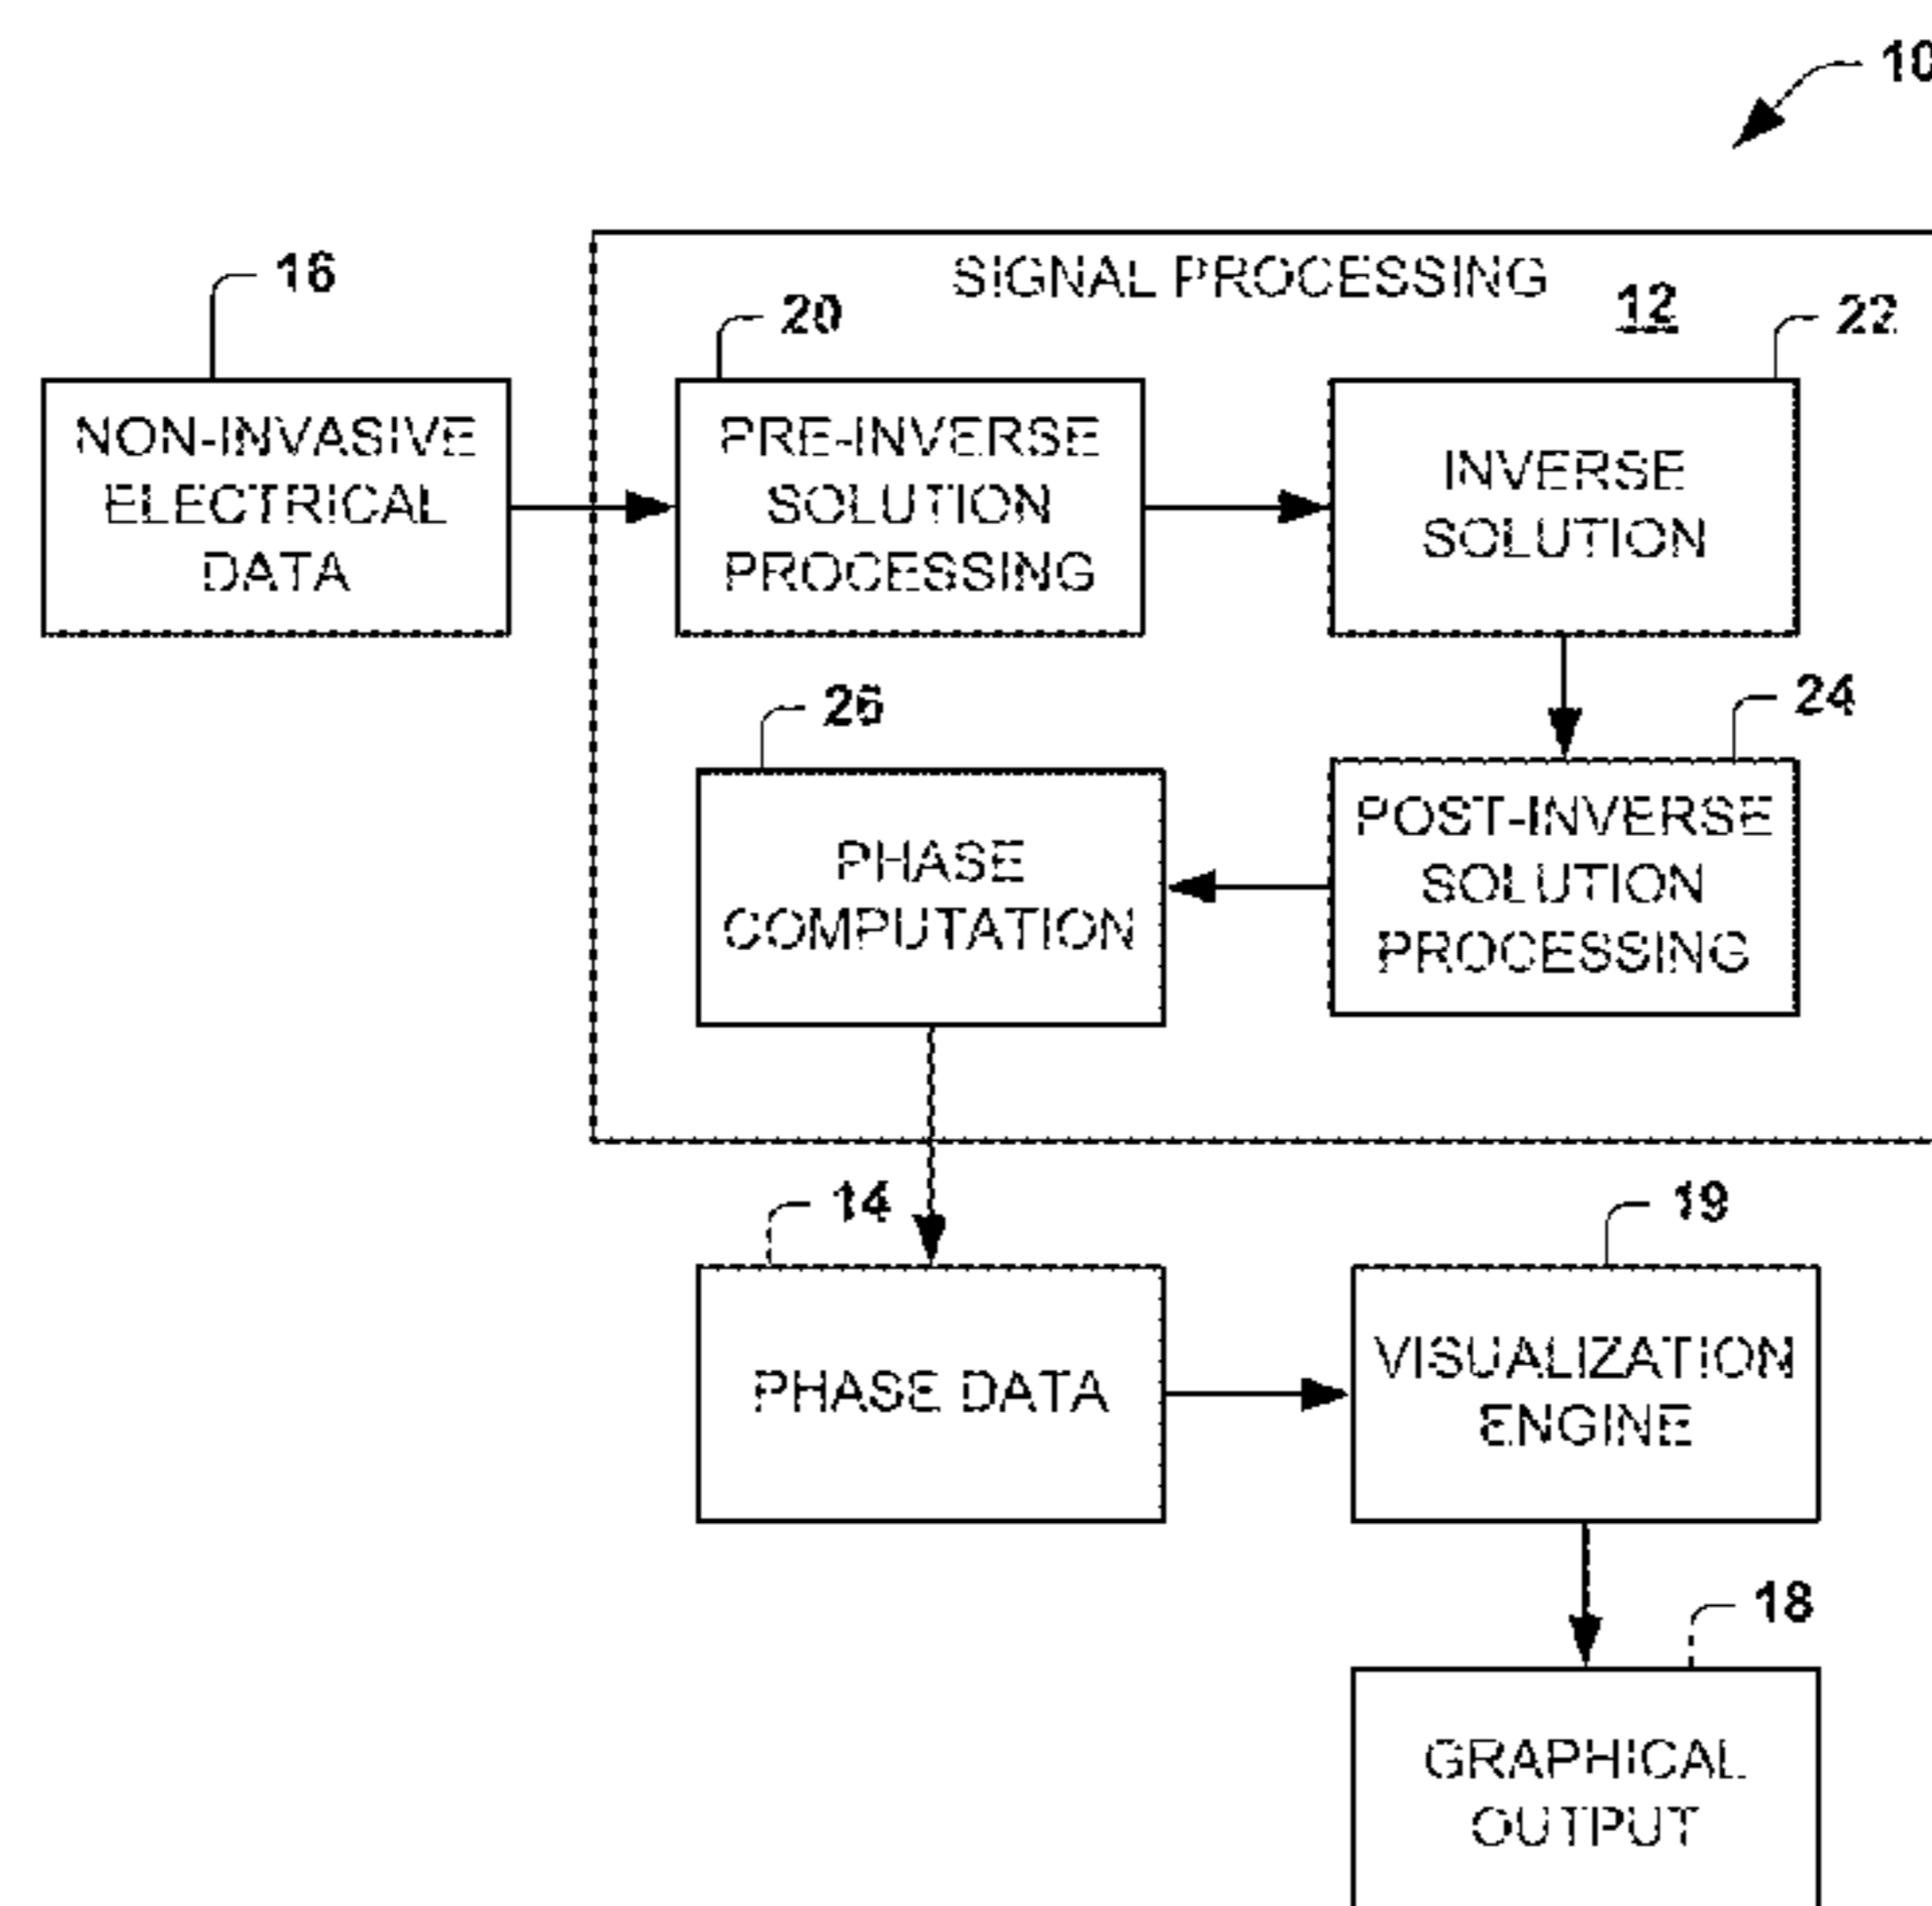 10
SIGNAL PROCESSING
12
16
20
22
NON-INVASIVE
ELECTRICAL
DATA
PRE-INVERSE
SOLUTION
PROCESSING
INVERSE
SOLUTION
26
24
PHASE
COMPUTATION
POST-INVERSE
SOLUTION
PROCESSING
14
19
PHASE DATA
VISUALIZATION
ENGINE
18
GRAPHICAL
OUTPUT